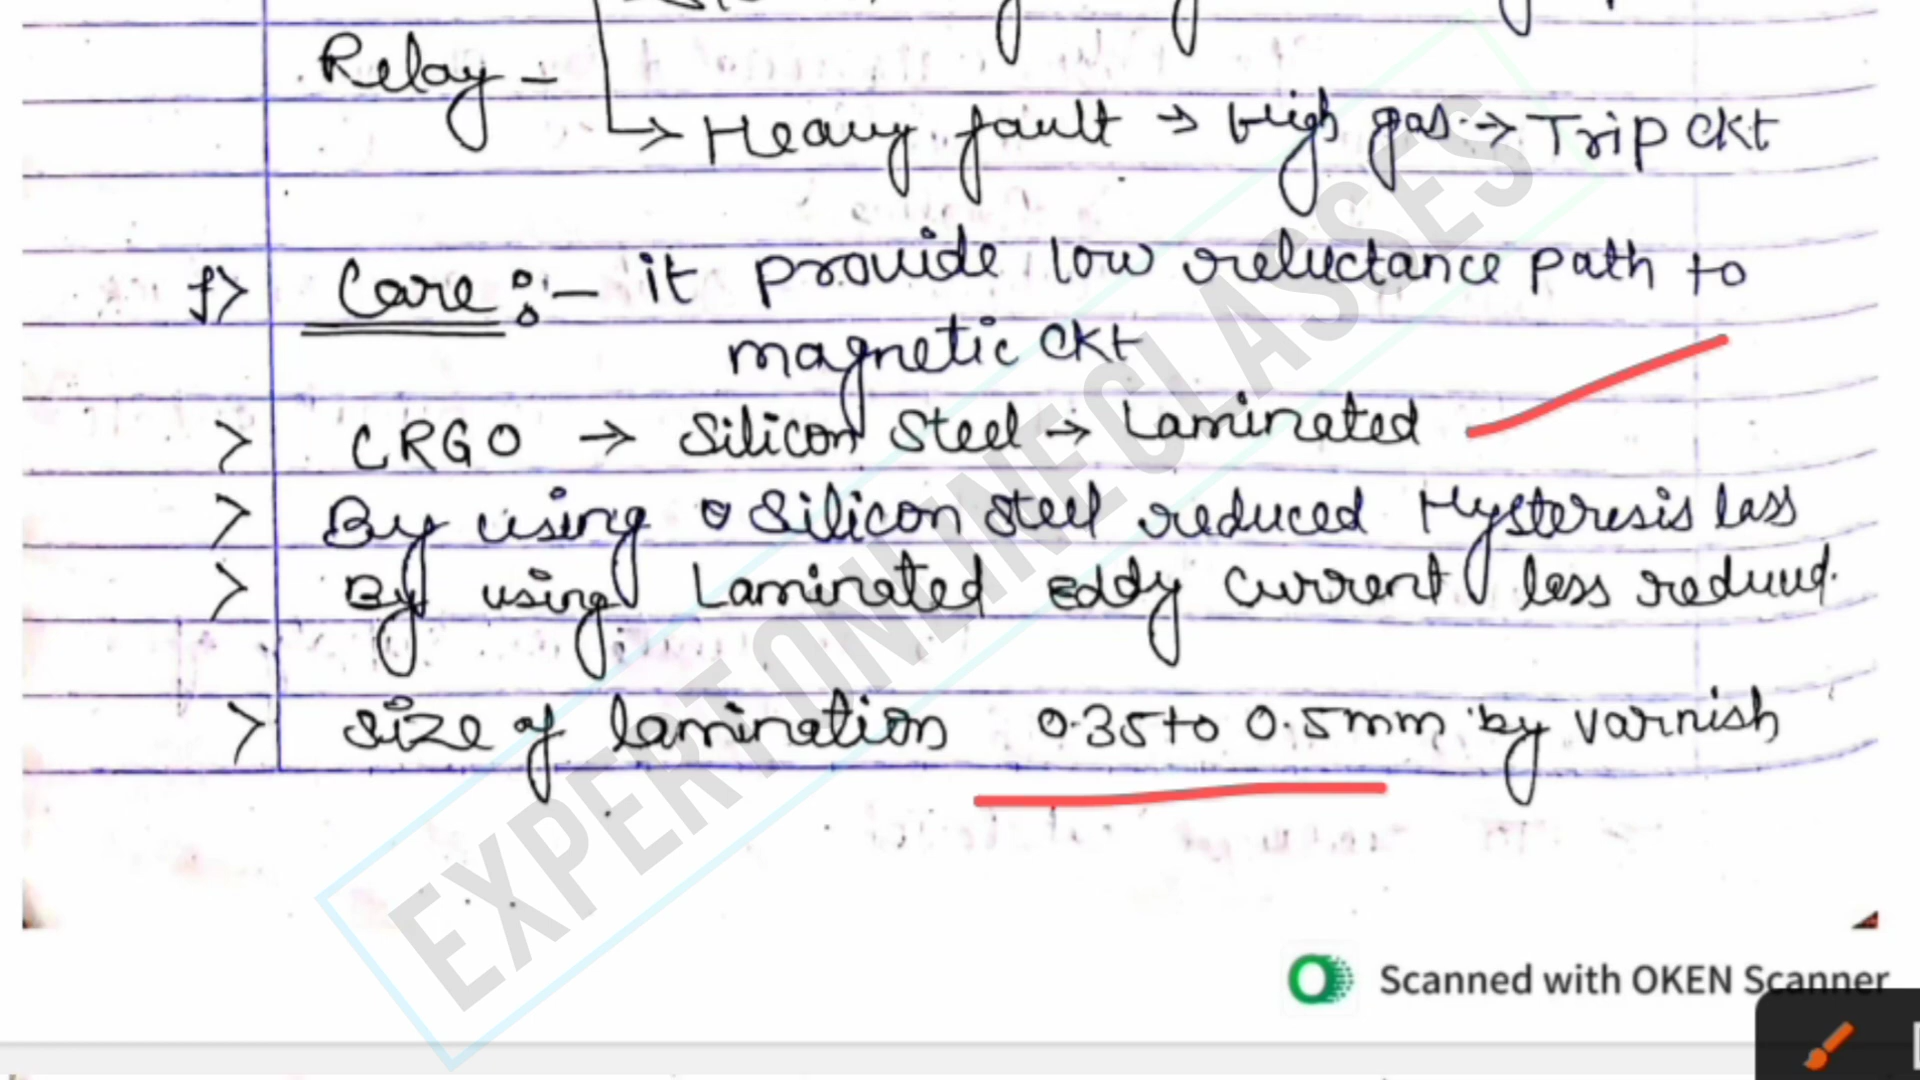 Relay -
→ Heavy fault → High gas → Trip ckt
f> Core :- it provide low reluctance path to
magnetic ckt
> CRGO → Silicon Steel → Laminated
> By using Silicon steel reduced Hysteresis loss
> By using Laminated Eddy current loss reduced.
> Size of lamination 0.35 to 0.5mm by varnish
EXPERT ONLINE CLASSES
Scanned with OKEN Scanner